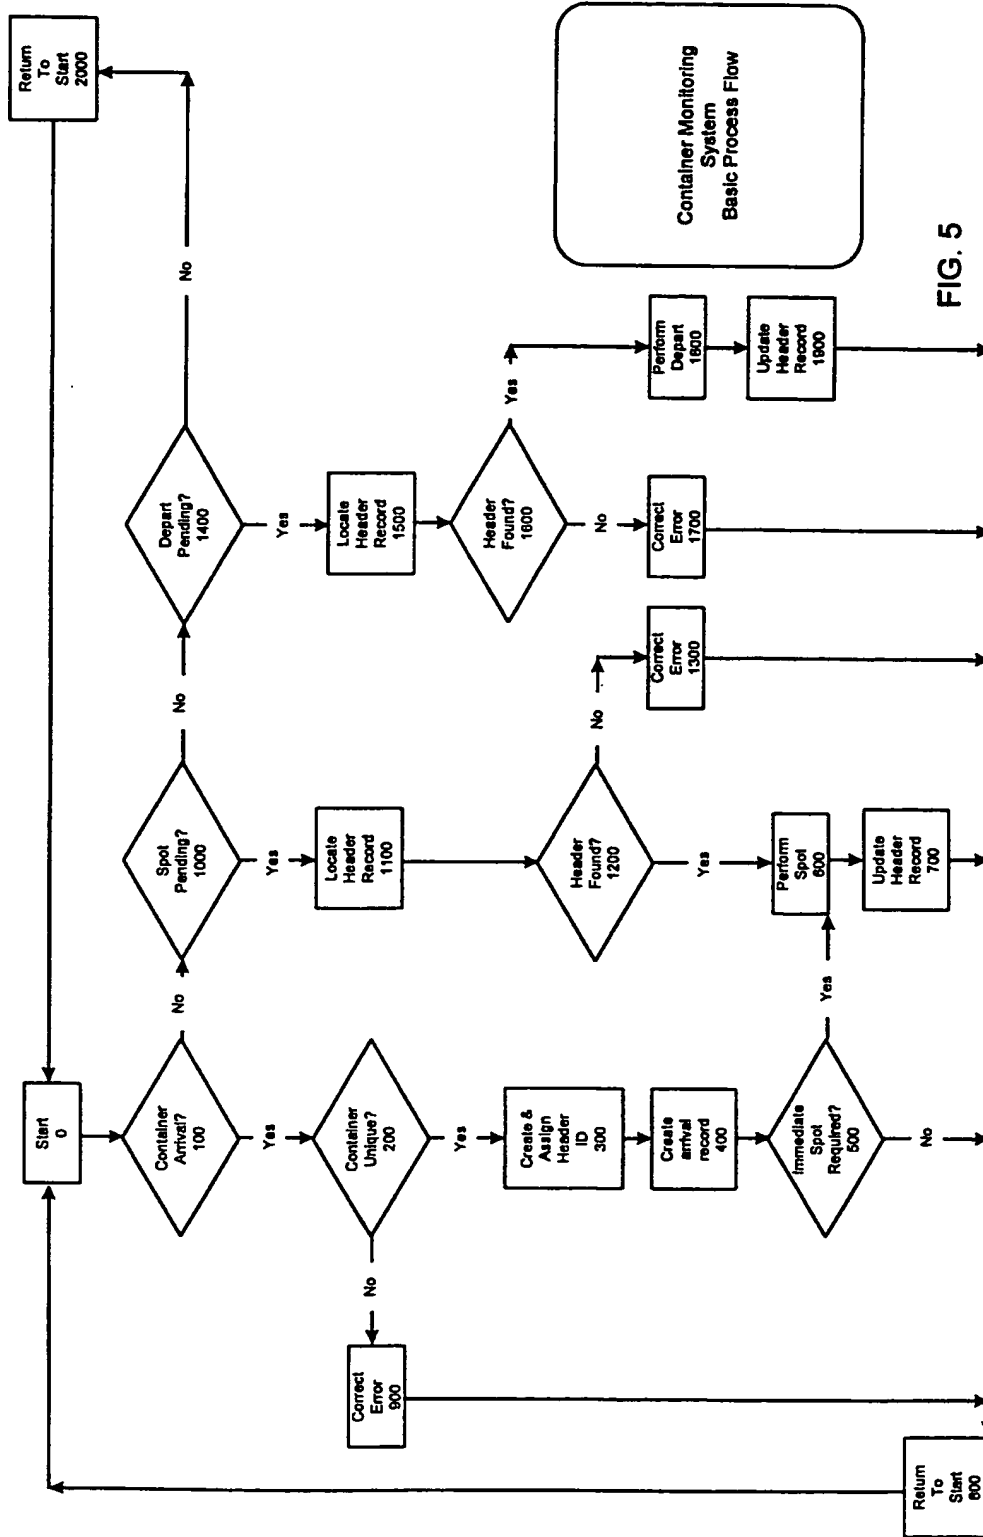 Return
To
Start
2000
Start
0
Container
Arrival?
100
No
Spot
Pending?
1000
No
Depart
Pending?
1400
No
Yes
Yes
Yes
Container
Unique?
200
Locate
Header
Record
1100
Locate
Header
Record
1500
No
Correct
Error
900
Yes
Header
Found?
1600
Yes
Create &
Assign
Header
ID
300
Header
Found?
1200
No
No
Create
arrival
record
400
Correct
Error
1300
Correct
Error
1700
Perform
Depart
1800
Yes
Update
Header
Record
1900
Immediate
Spot
Required?
500
Yes
Perform
Spot
600
Update
Header
Record
700
No
Return
To
Start
800
Container Monitoring
System
Basic Process Flow
FIG. 5